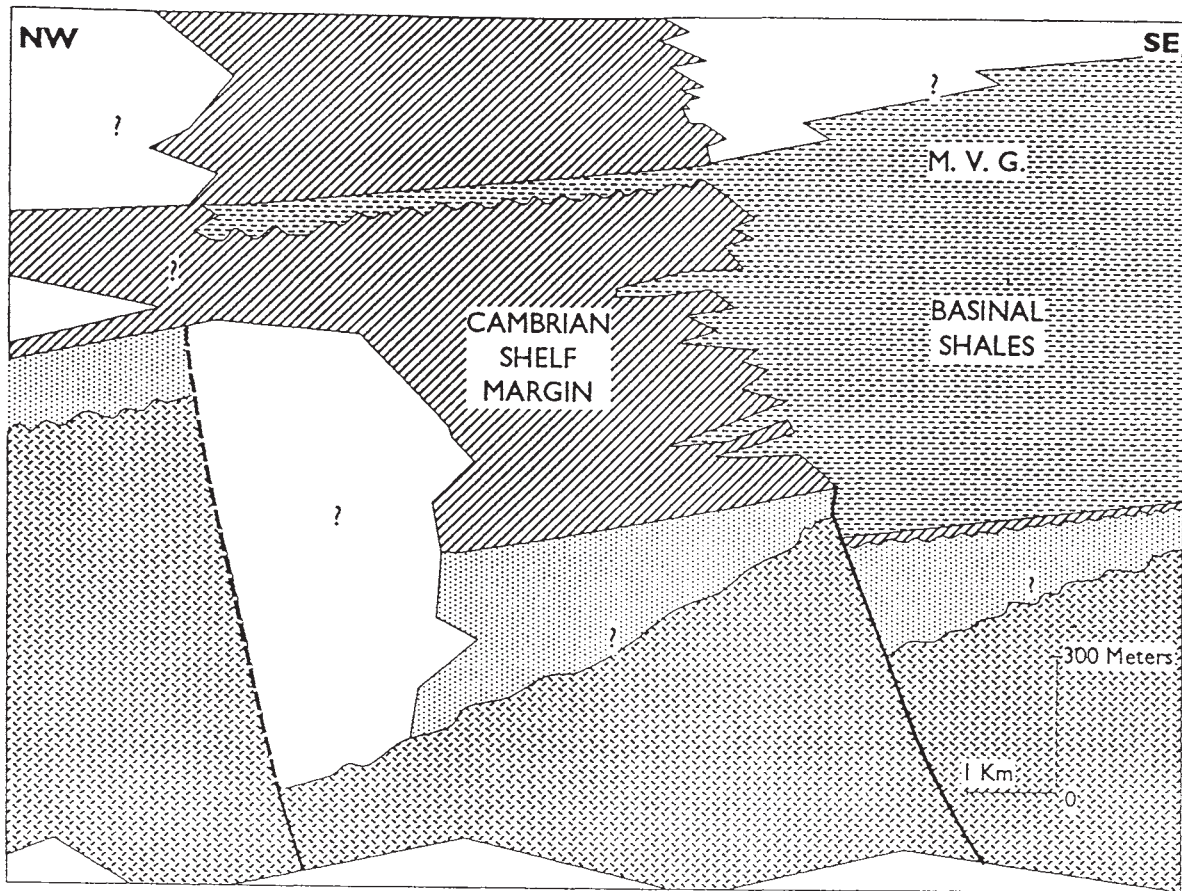 NW
SE
?
?
M. V. G.
?
CAMBRIAN
SHELF
MARGIN
BASINAL
SHALES
?
?
?
300 Meters
1 Km
0